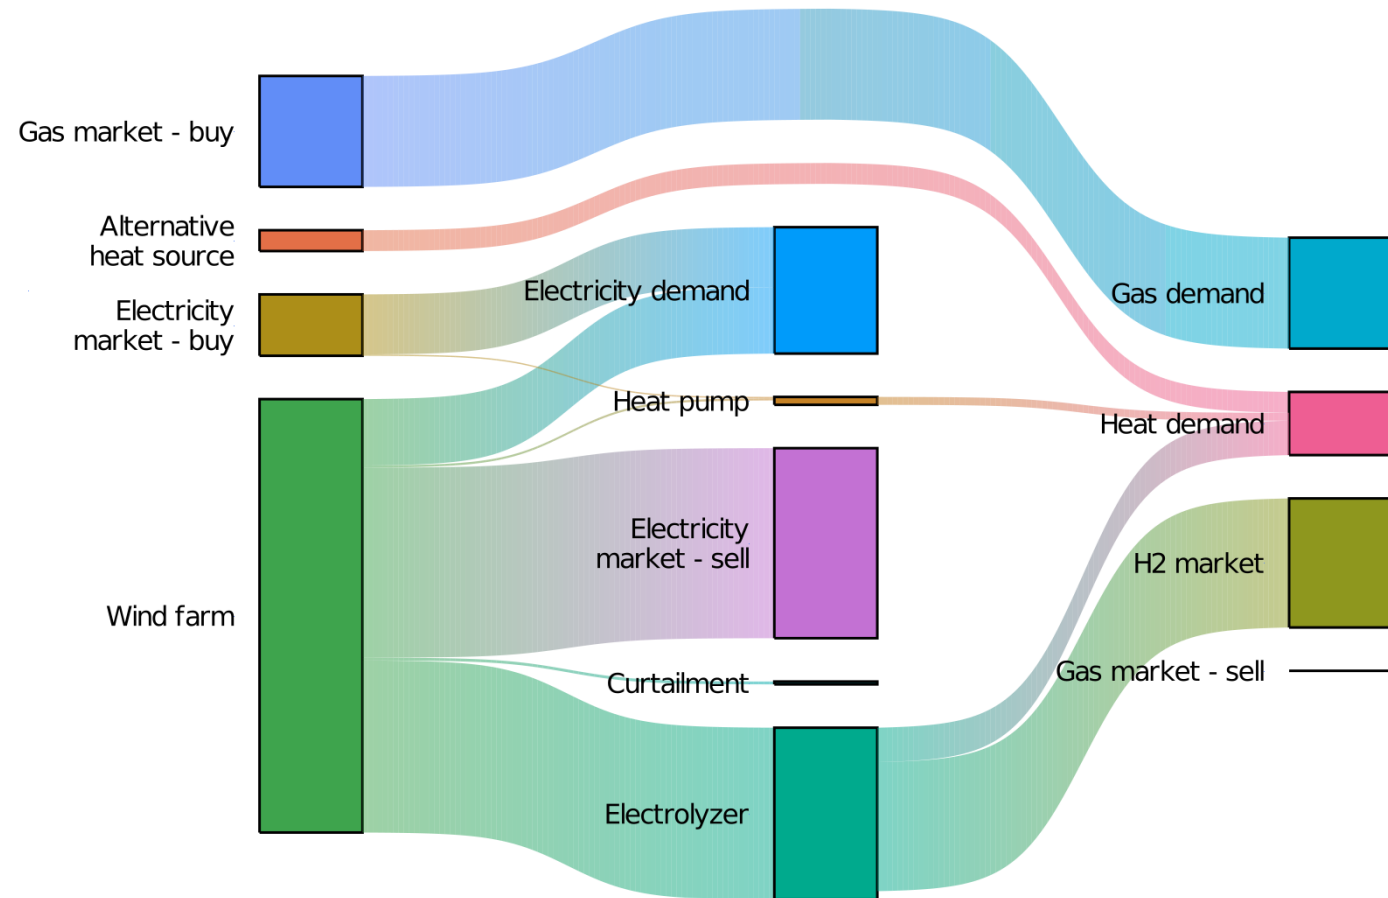 Gas market - buy
Alternative
heat source
Electricity
market - buy
Wind farm
Electricity demand
Heat pump
Electricity
market - sell
Curtailment
Electrolyzer
Gas demand
Heat demand
H2 market
Gas market - sell